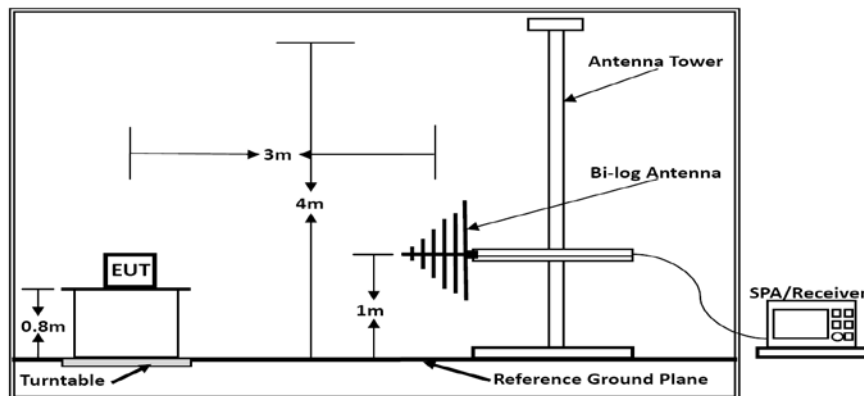 Antenna Tower
3m
Bi-log Antenna
4m
EUT
1m
SPA/Receiver
0.8m
Turntable
Reference Ground Plane